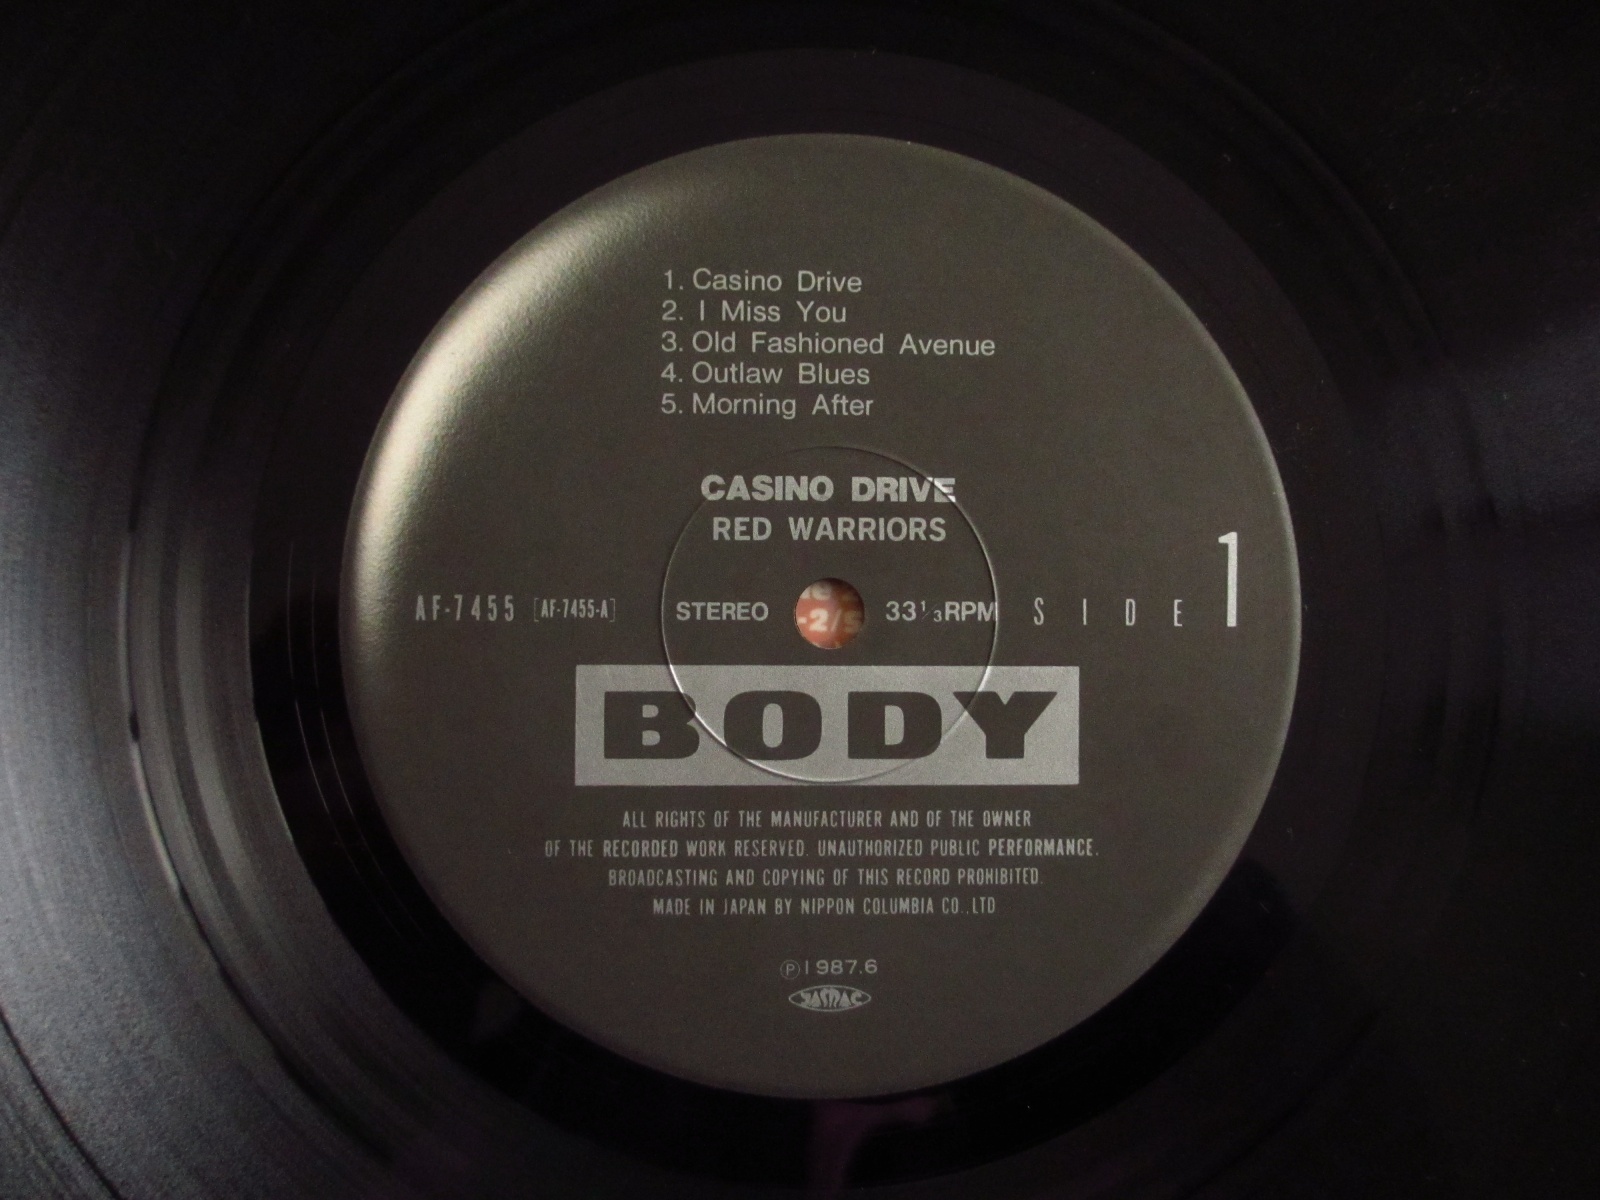 1. Casino Drive
2. I Miss You
3. Old Fashioned Avenue
4. Outlaw Blues
5. Morning After
CASINO DRIVE
RED WARRIORS
AF-7455 [AF-7455-A] STEREO 33⅓RPM SIDE 1
-2/S
BODY
ALL RIGHTS OF THE MANUFACTURER AND OF THE OWNER
OF THE RECORDED WORK RESERVED. UNAUTHORIZED PUBLIC PERFORMANCE.
BROADCASTING AND COPYING OF THIS RECORD PROHIBITED.
MADE IN JAPAN BY NIPPON COLUMBIA CO.,LTD
Ⓟ1987.6
JASRAC